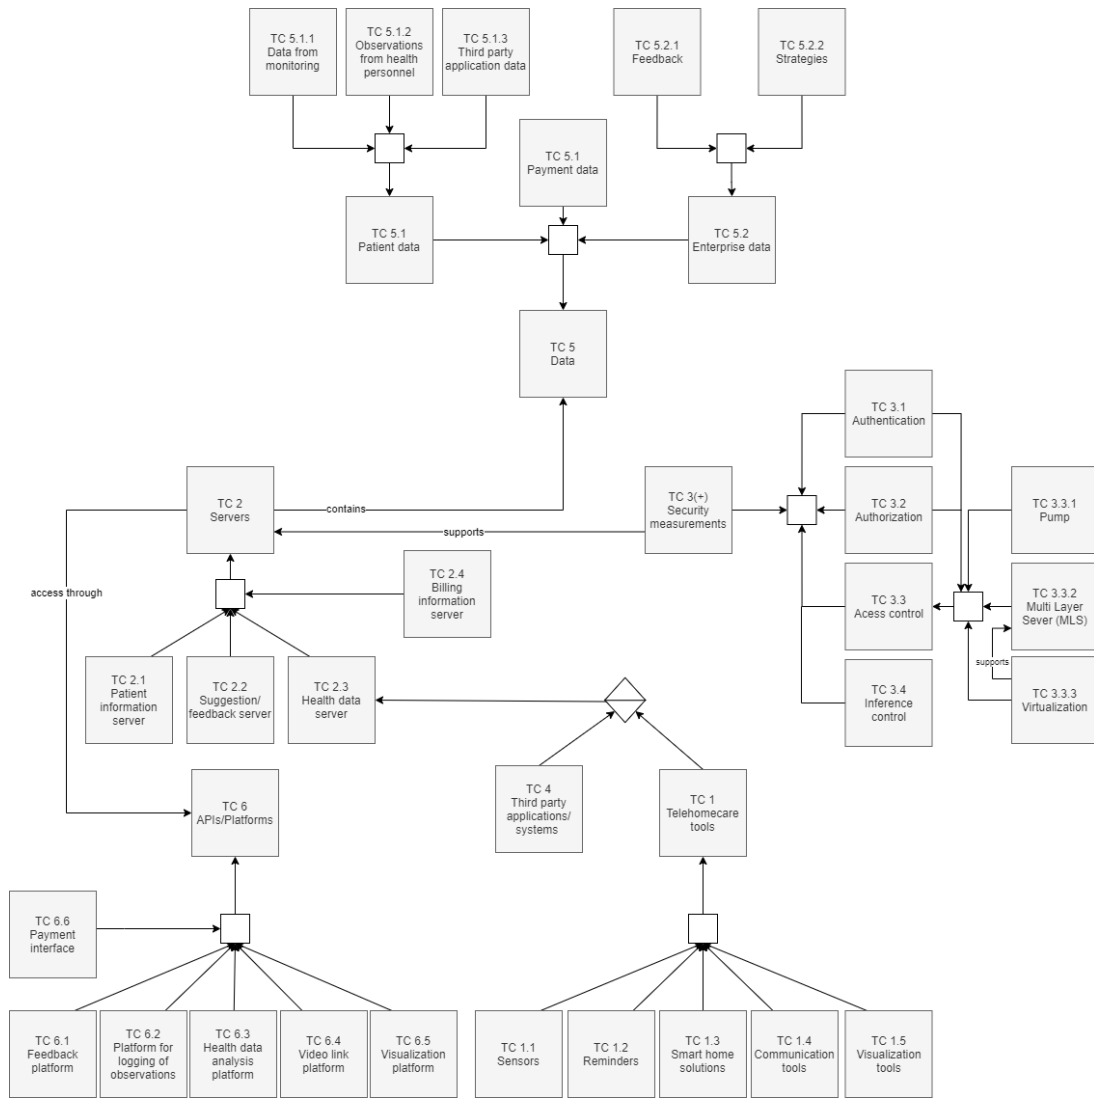 TC 5.1.1
Data from
monitoring
TC 5.1.2
Observations
from health
personnel
TC 5.1.3
Third party
application data
TC 5.2.1
Feedback
TC 5.2.2
Strategies
TC 5.1
Payment data
TC 5.1
Patient data
TC 5.2
Enterprise data
TC 5
Data
TC 3.1
Authentication
TC 2
Servers
contains
TC 3(+)
Security
measurements
supports
TC 3.2
Authorization
TC 3.3.1
Pump
access through
TC 2.4
Billing
information
server
TC 3.3
Acess control
TC 3.3.2
Multi Layer
Sever (MLS)
supports
TC 2.1
Patient
information
server
TC 2.2
Suggestion/
feedback server
TC 2.3
Health data
server
TC 3.4
Inference
control
TC 3.3.3
Virtualization
TC 6
APIs/Platforms
TC 4
Third party
applications/
systems
TC 1
Telehomecare
tools
TC 6.6
Payment
interface
TC 6.1
Feedback
platform
TC 6.2
Platform for
logging of
observations
TC 6.3
Health data
analysis
platform
TC 6.4
Video link
platform
TC 6.5
Visualization
platform
TC 1.1
Sensors
TC 1.2
Reminders
TC 1.3
Smart home
solutions
TC 1.4
Communication
tools
TC 1.5
Visualization
tools